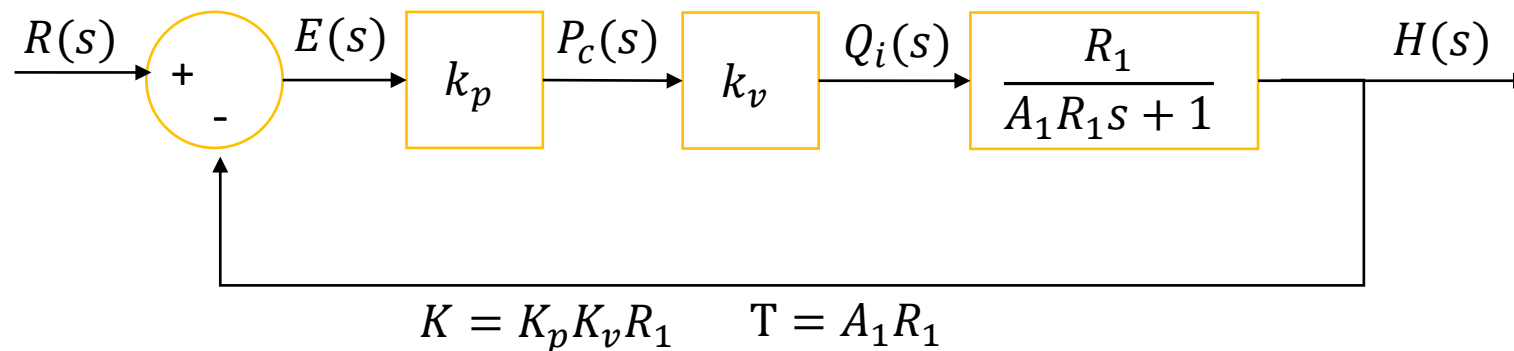 R(s) + - E(s) k_p P_c(s) k_v Q_i(s) R_1 / (A_1R_1s + 1) H(s)
K = K_pK_vR_1 T = A_1R_1